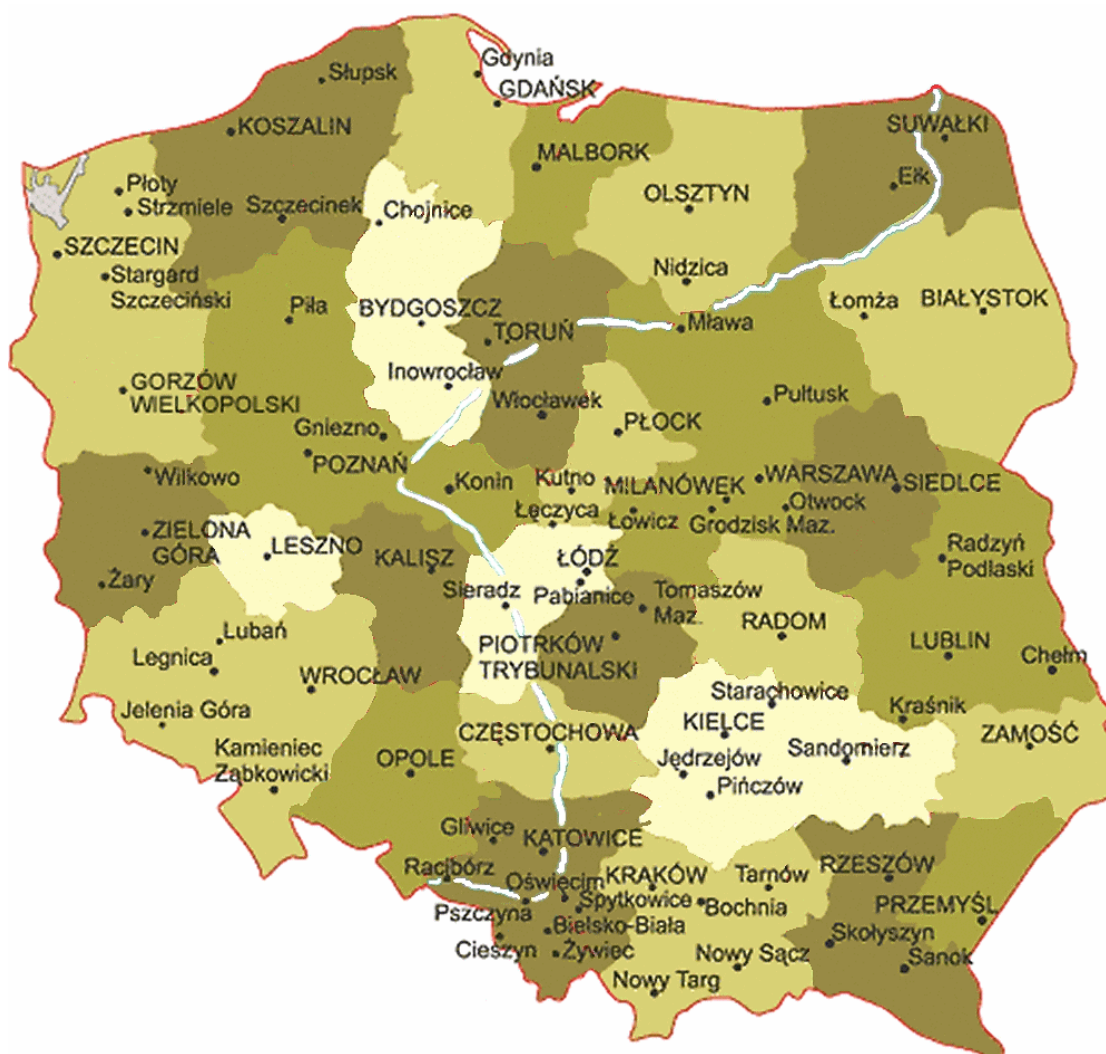 Gdynia
Słupsk
GDAŃSK
KOSZALIN
SUWAŁKI
MALBORK
Ełk
Płoty
OLSZTYN
Strzmiele
Szczecinek
Chojnice
SZCZECIN
Stargard
Szczeciński
Nidzica
Łomża
BIAŁYSTOK
Piła
BYDGOSZCZ
TORUŃ
Mława
Inowrocław
GORZÓW
WIELKOPOLSKI
Włocławek
Pułtusk
Gniezno
PŁOCK
POZNAŃ
Wilkowo
Konin
Kutno
MILANÓWEK
WARSZAWA
SIEDLCE
Otwock
Łęczyca
Łowicz
Grodzisk Maz.
ZIELONA
GÓRA
LESZNO
KALISZ
ŁÓDŹ
Radzyń
Podlaski
Żary
Sieradz
Pabianice
Tomaszów
Maz.
RADOM
Lubań
PIOTRKÓW
TRYBUNALSKI
LUBLIN
Chełm
Legnica
WROCŁAW
Starachowice
Kraśnik
Jelenia Góra
CZĘSTOCHOWA
KIELCE
ZAMOŚĆ
Kamieniec
Ząbkowicki
OPOLE
Jędrzejów
Sandomierz
Pińczów
Gliwice
KATOWICE
Racibórz
KRAKÓW
Tarnów
RZESZÓW
Oświęcim
Spytkowice
Bochnia
PRZEMYŚL
Pszczyna
Bielsko-Biała
Skołyszyn
Cieszyn
Żywiec
Nowy Sącz
Sanok
Nowy Targ